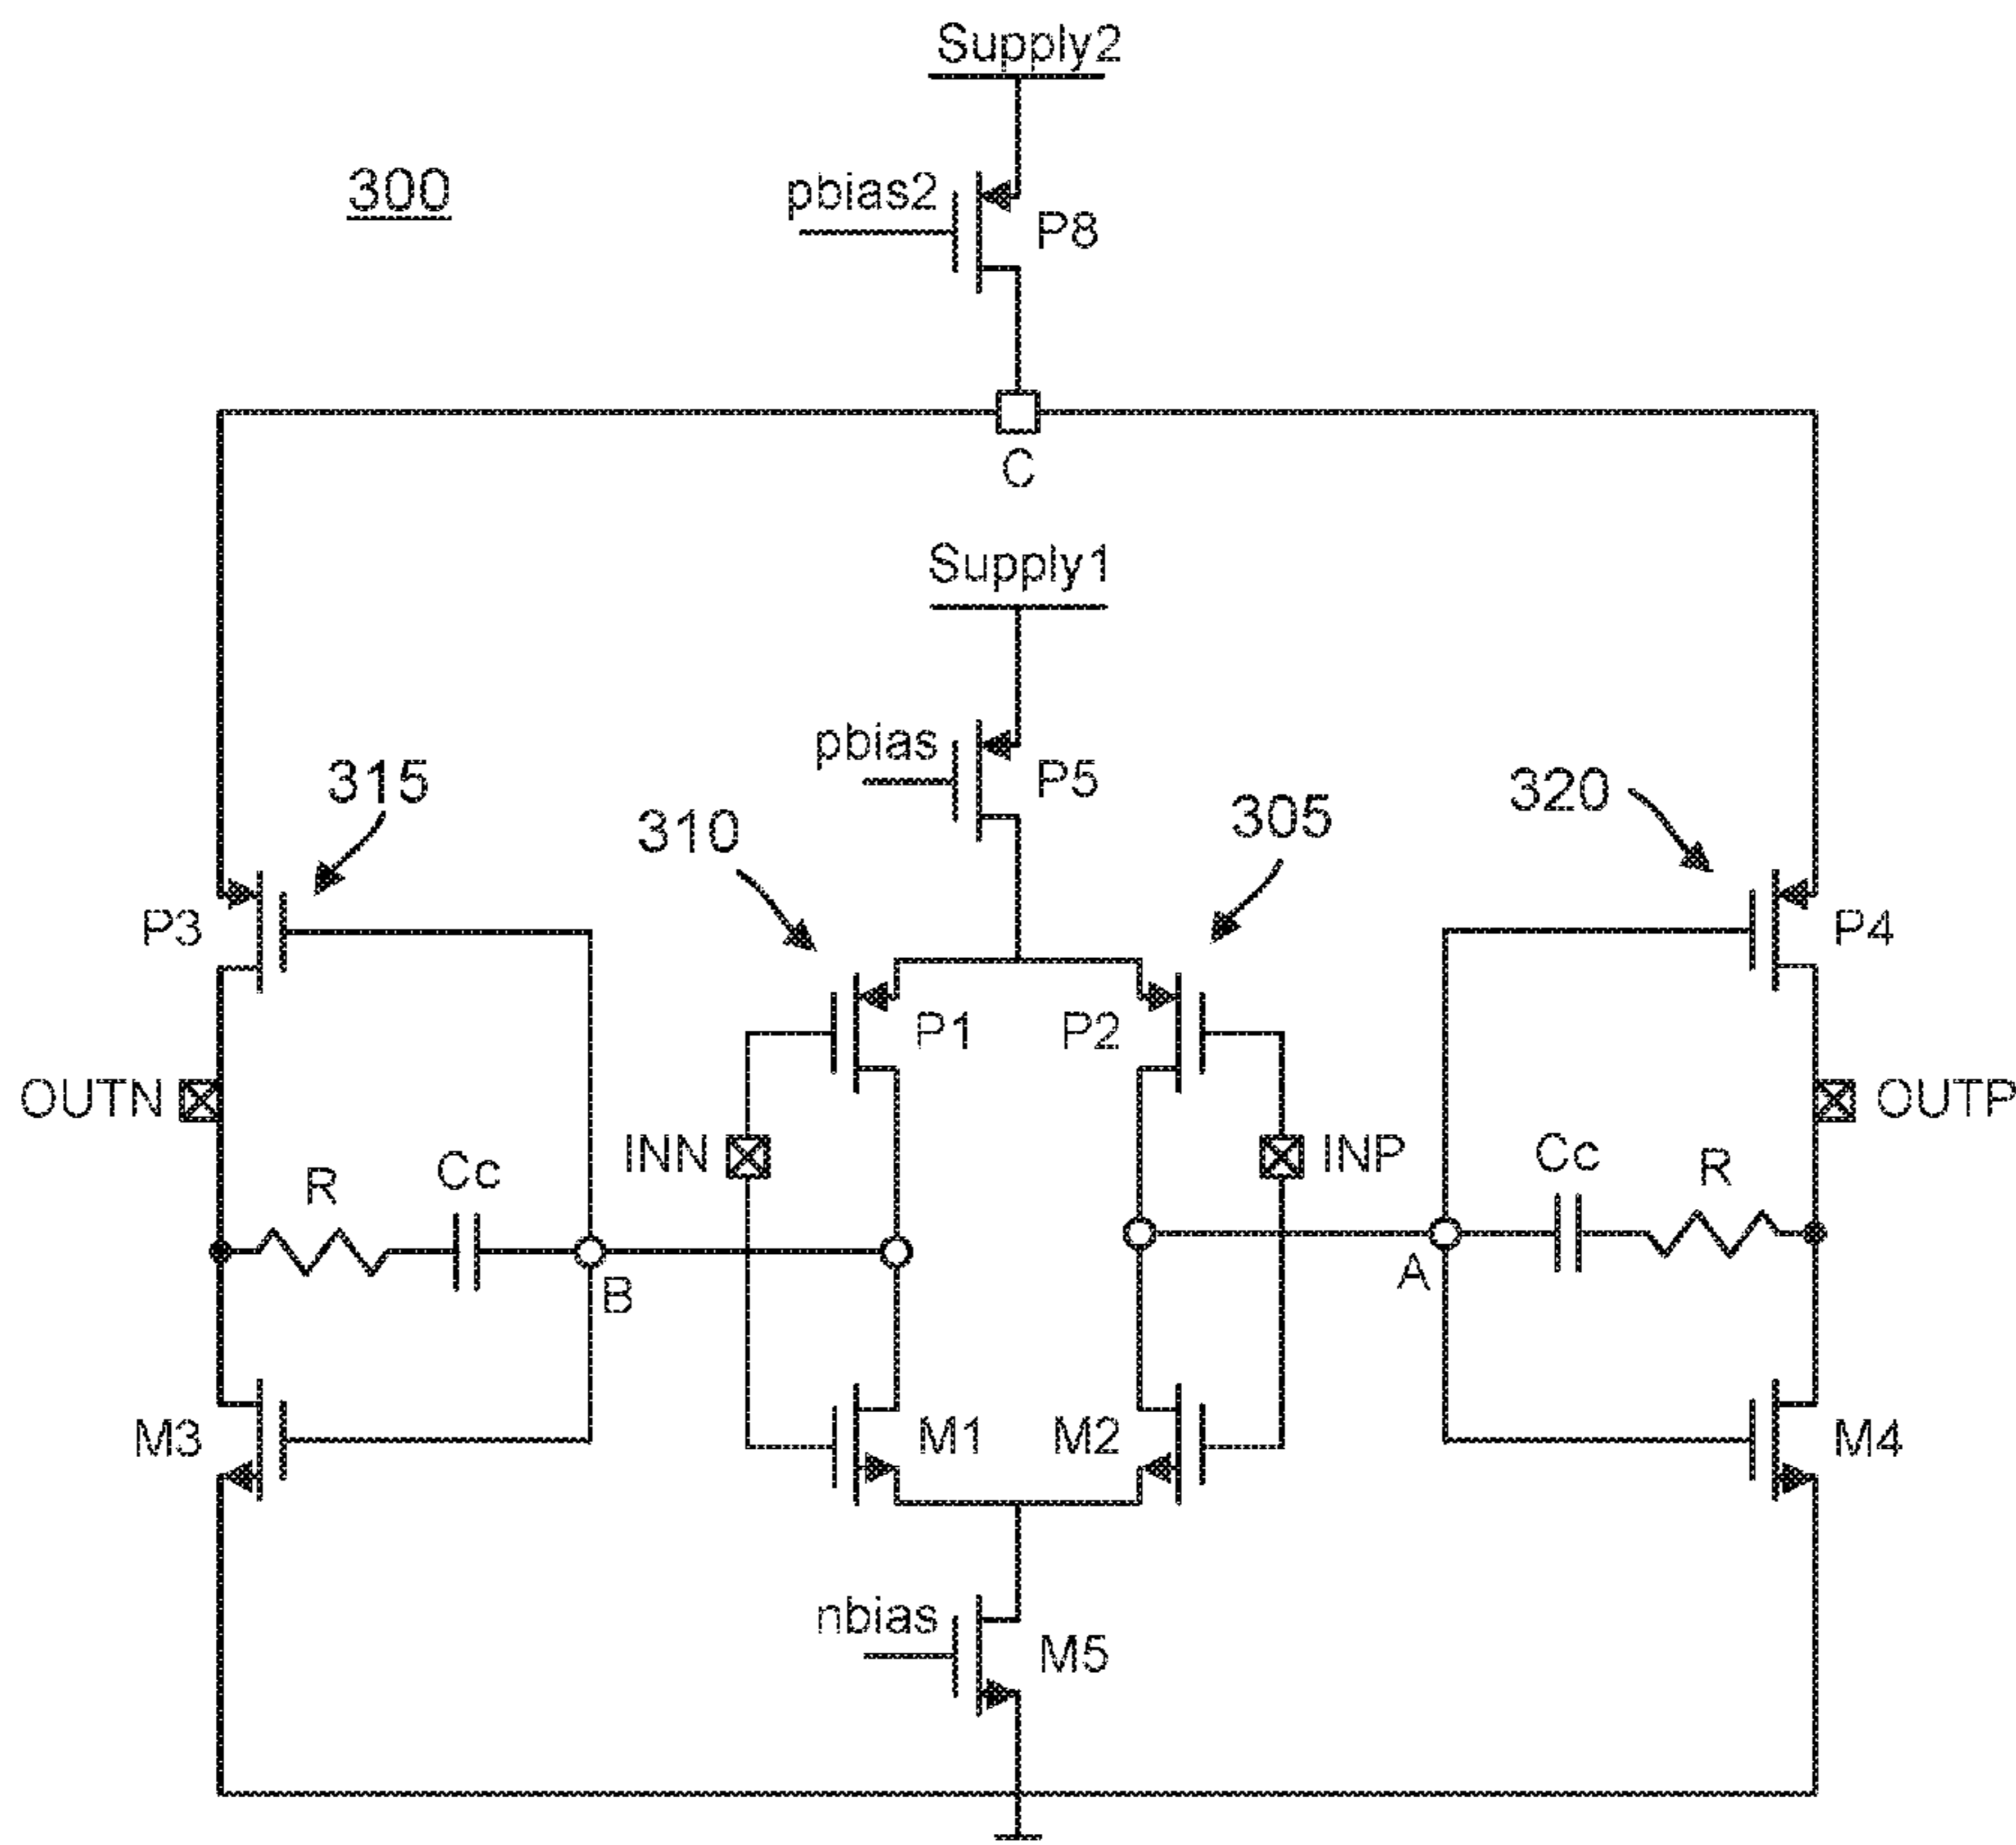 Supply2
300
pbias2
P8
C
Supply1
pbias
P5
315
310
305
320
P3
P1
P2
P4
OUTN
INN
INP
OUTP
R
Cc
Cc
R
B
A
M3
M1
M2
M4
nbias
M5